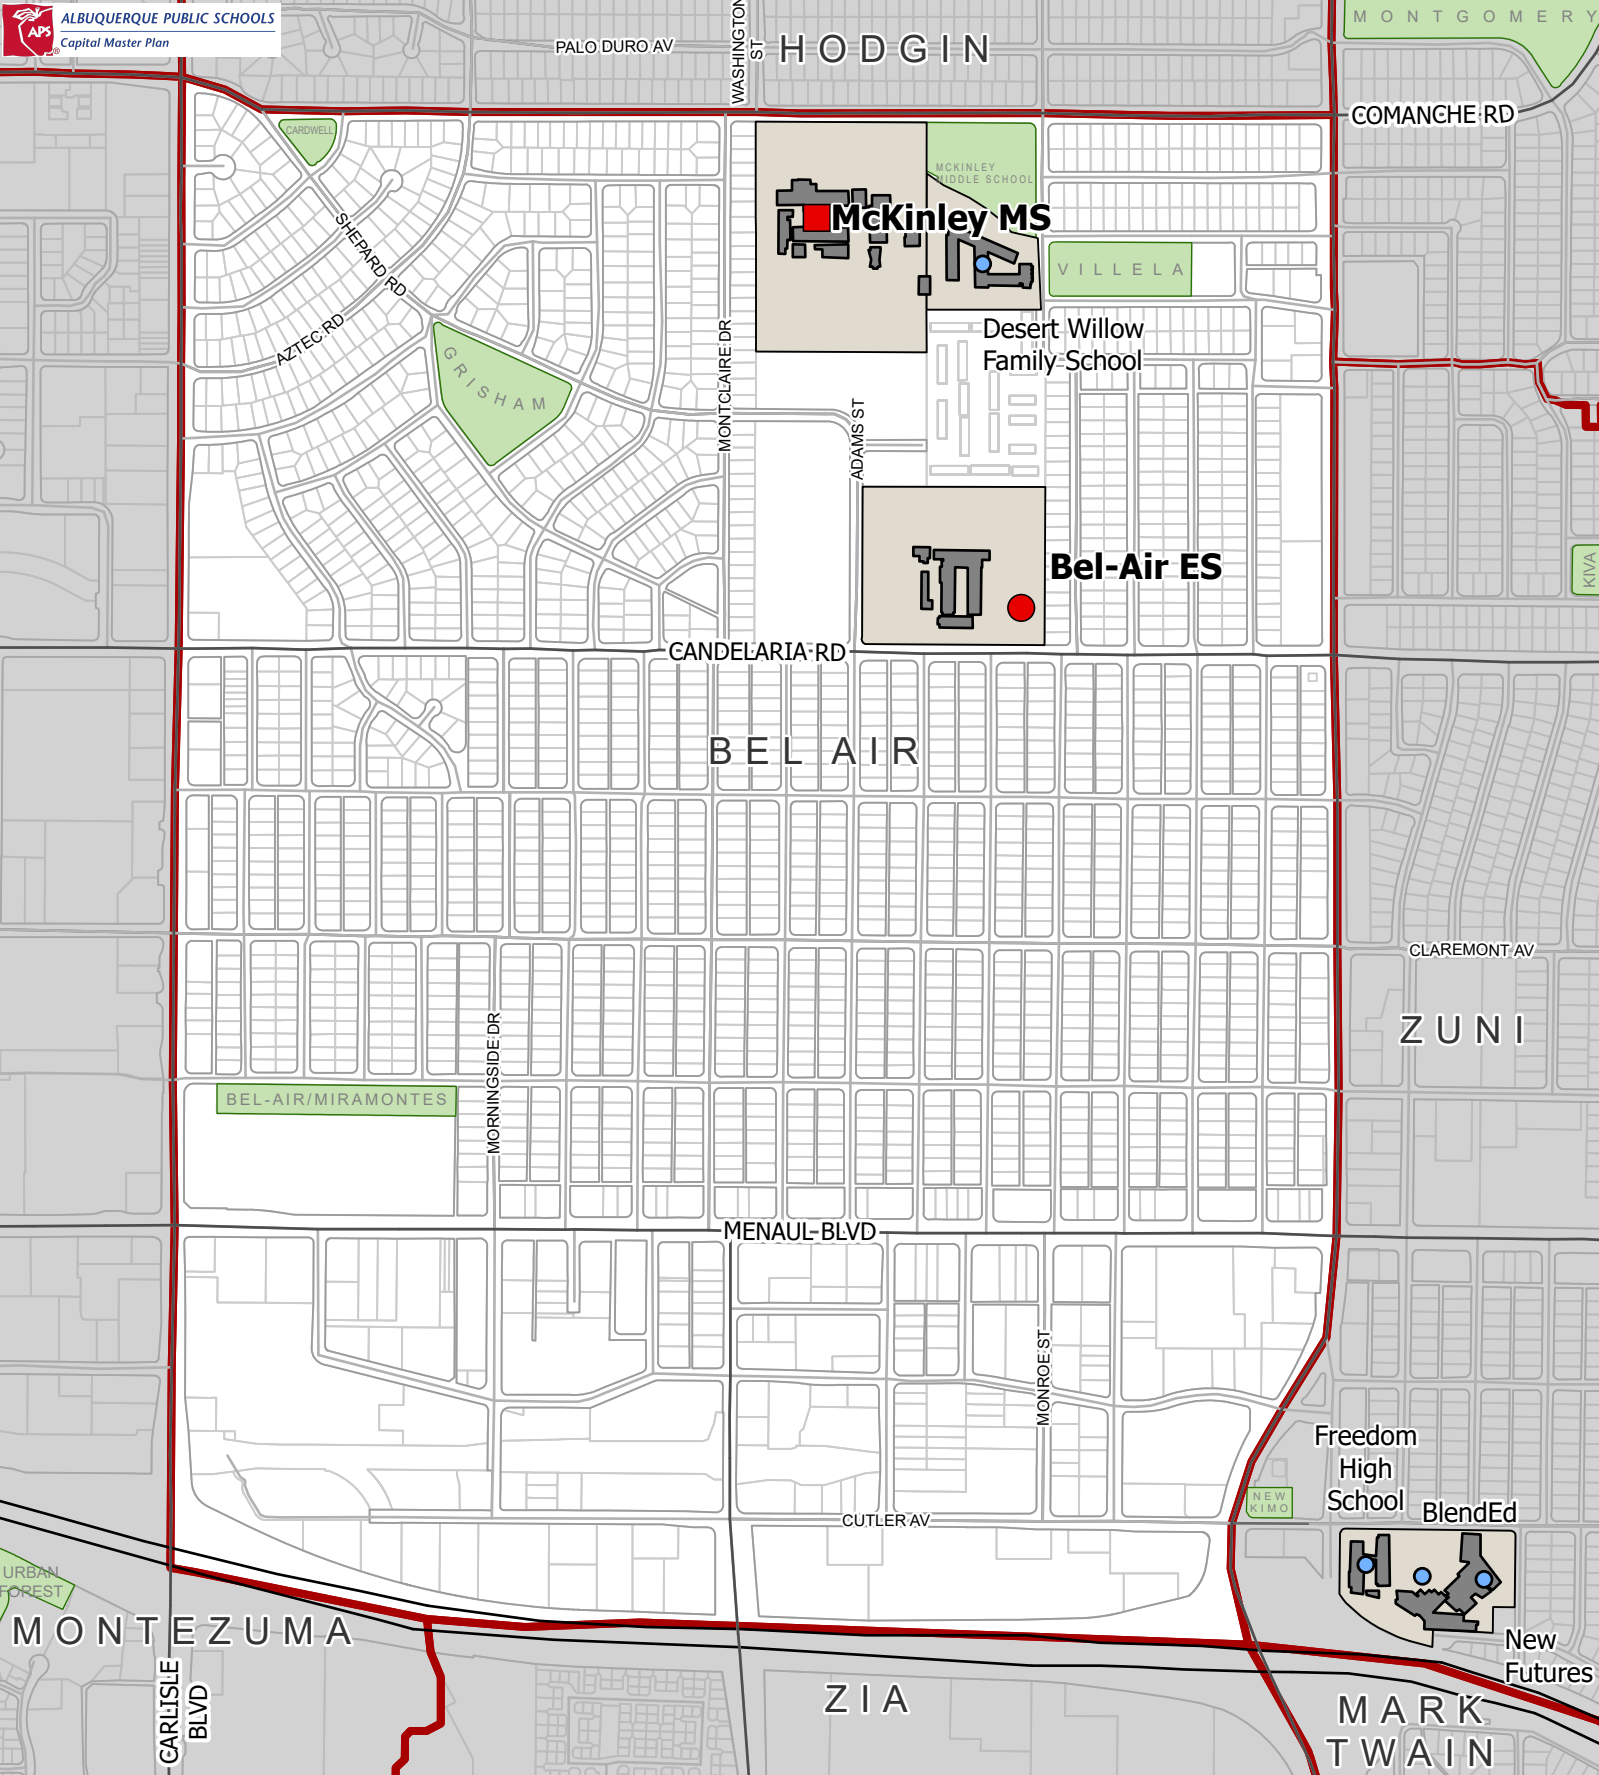 ALBUQUERQUE PUBLIC SCHOOLS
APS
®
Capital Master Plan
PALO DURO AV
WASHINGTON
ST
HODGIN
MONTGOMERY
COMANCHE RD
CARDWELL
MCKINLEY
MIDDLE SCHOOL
McKinley MS
SHEPARD RD
VILLELA
AZTEC RD
Desert Willow
Family School
GRISHAM
MONTCLAIRE DR
ADAMS ST
Bel-Air ES
KIVA
CANDELARIA RD
BEL AIR
CLAREMONT AV
ZUNI
MORNINGSIDE DR
BEL-AIR/MIRAMONTES
MENAUL BLVD
MONROE ST
Freedom
High
School
NEW
KIMO
BlendEd
CUTLER AV
URBAN
FOREST
MONTEZUMA
New
Futures
CARLISLE
BLVD
ZIA
MARK
TWAIN